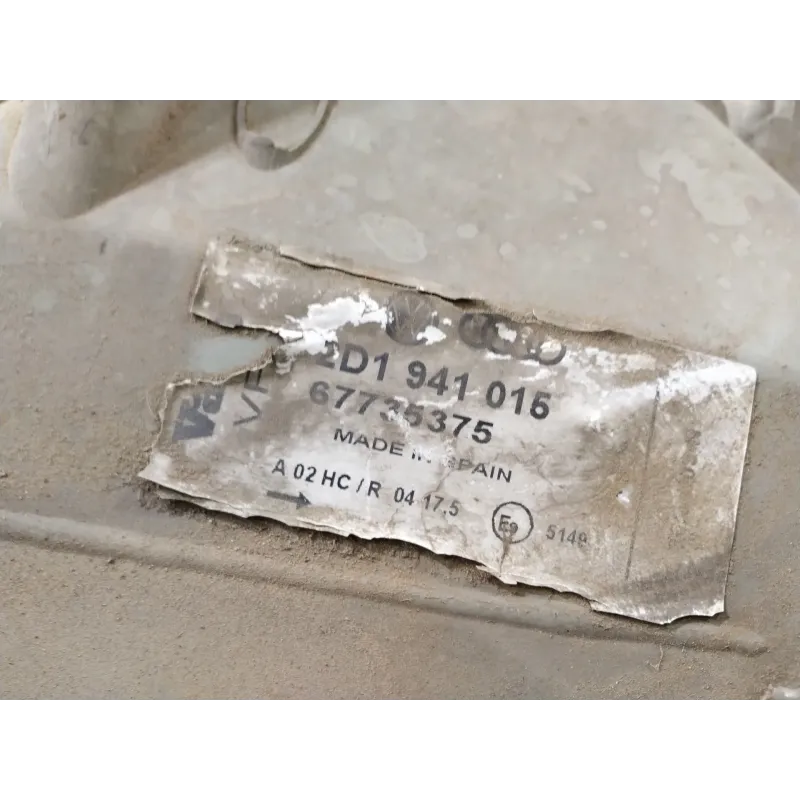 2D1 941 015
67735375
MADE IN SPAIN
A 02 HC/R 04 17,5
E9 5149